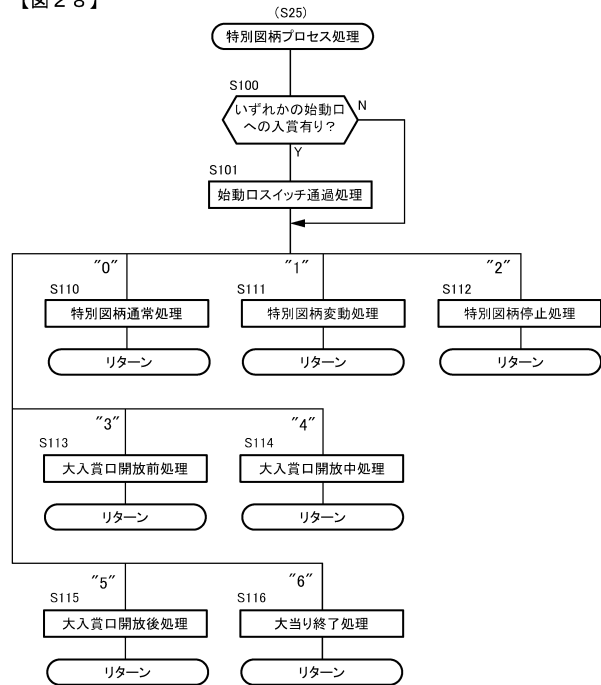 【図２８】
(S25)
特別図柄プロセス処理
S100
いずれかの始動口
への入賞有り？
N
Y
S101
始動口スイッチ通過処理
"0"
"1"
"2"
S110
S111
S112
特別図柄通常処理
特別図柄変動処理
特別図柄停止処理
リターン
リターン
リターン
"3"
"4"
S113
S114
大入賞口開放前処理
大入賞口開放中処理
リターン
リターン
"5"
"6"
S115
S116
大入賞口開放後処理
大当り終了処理
リターン
リターン